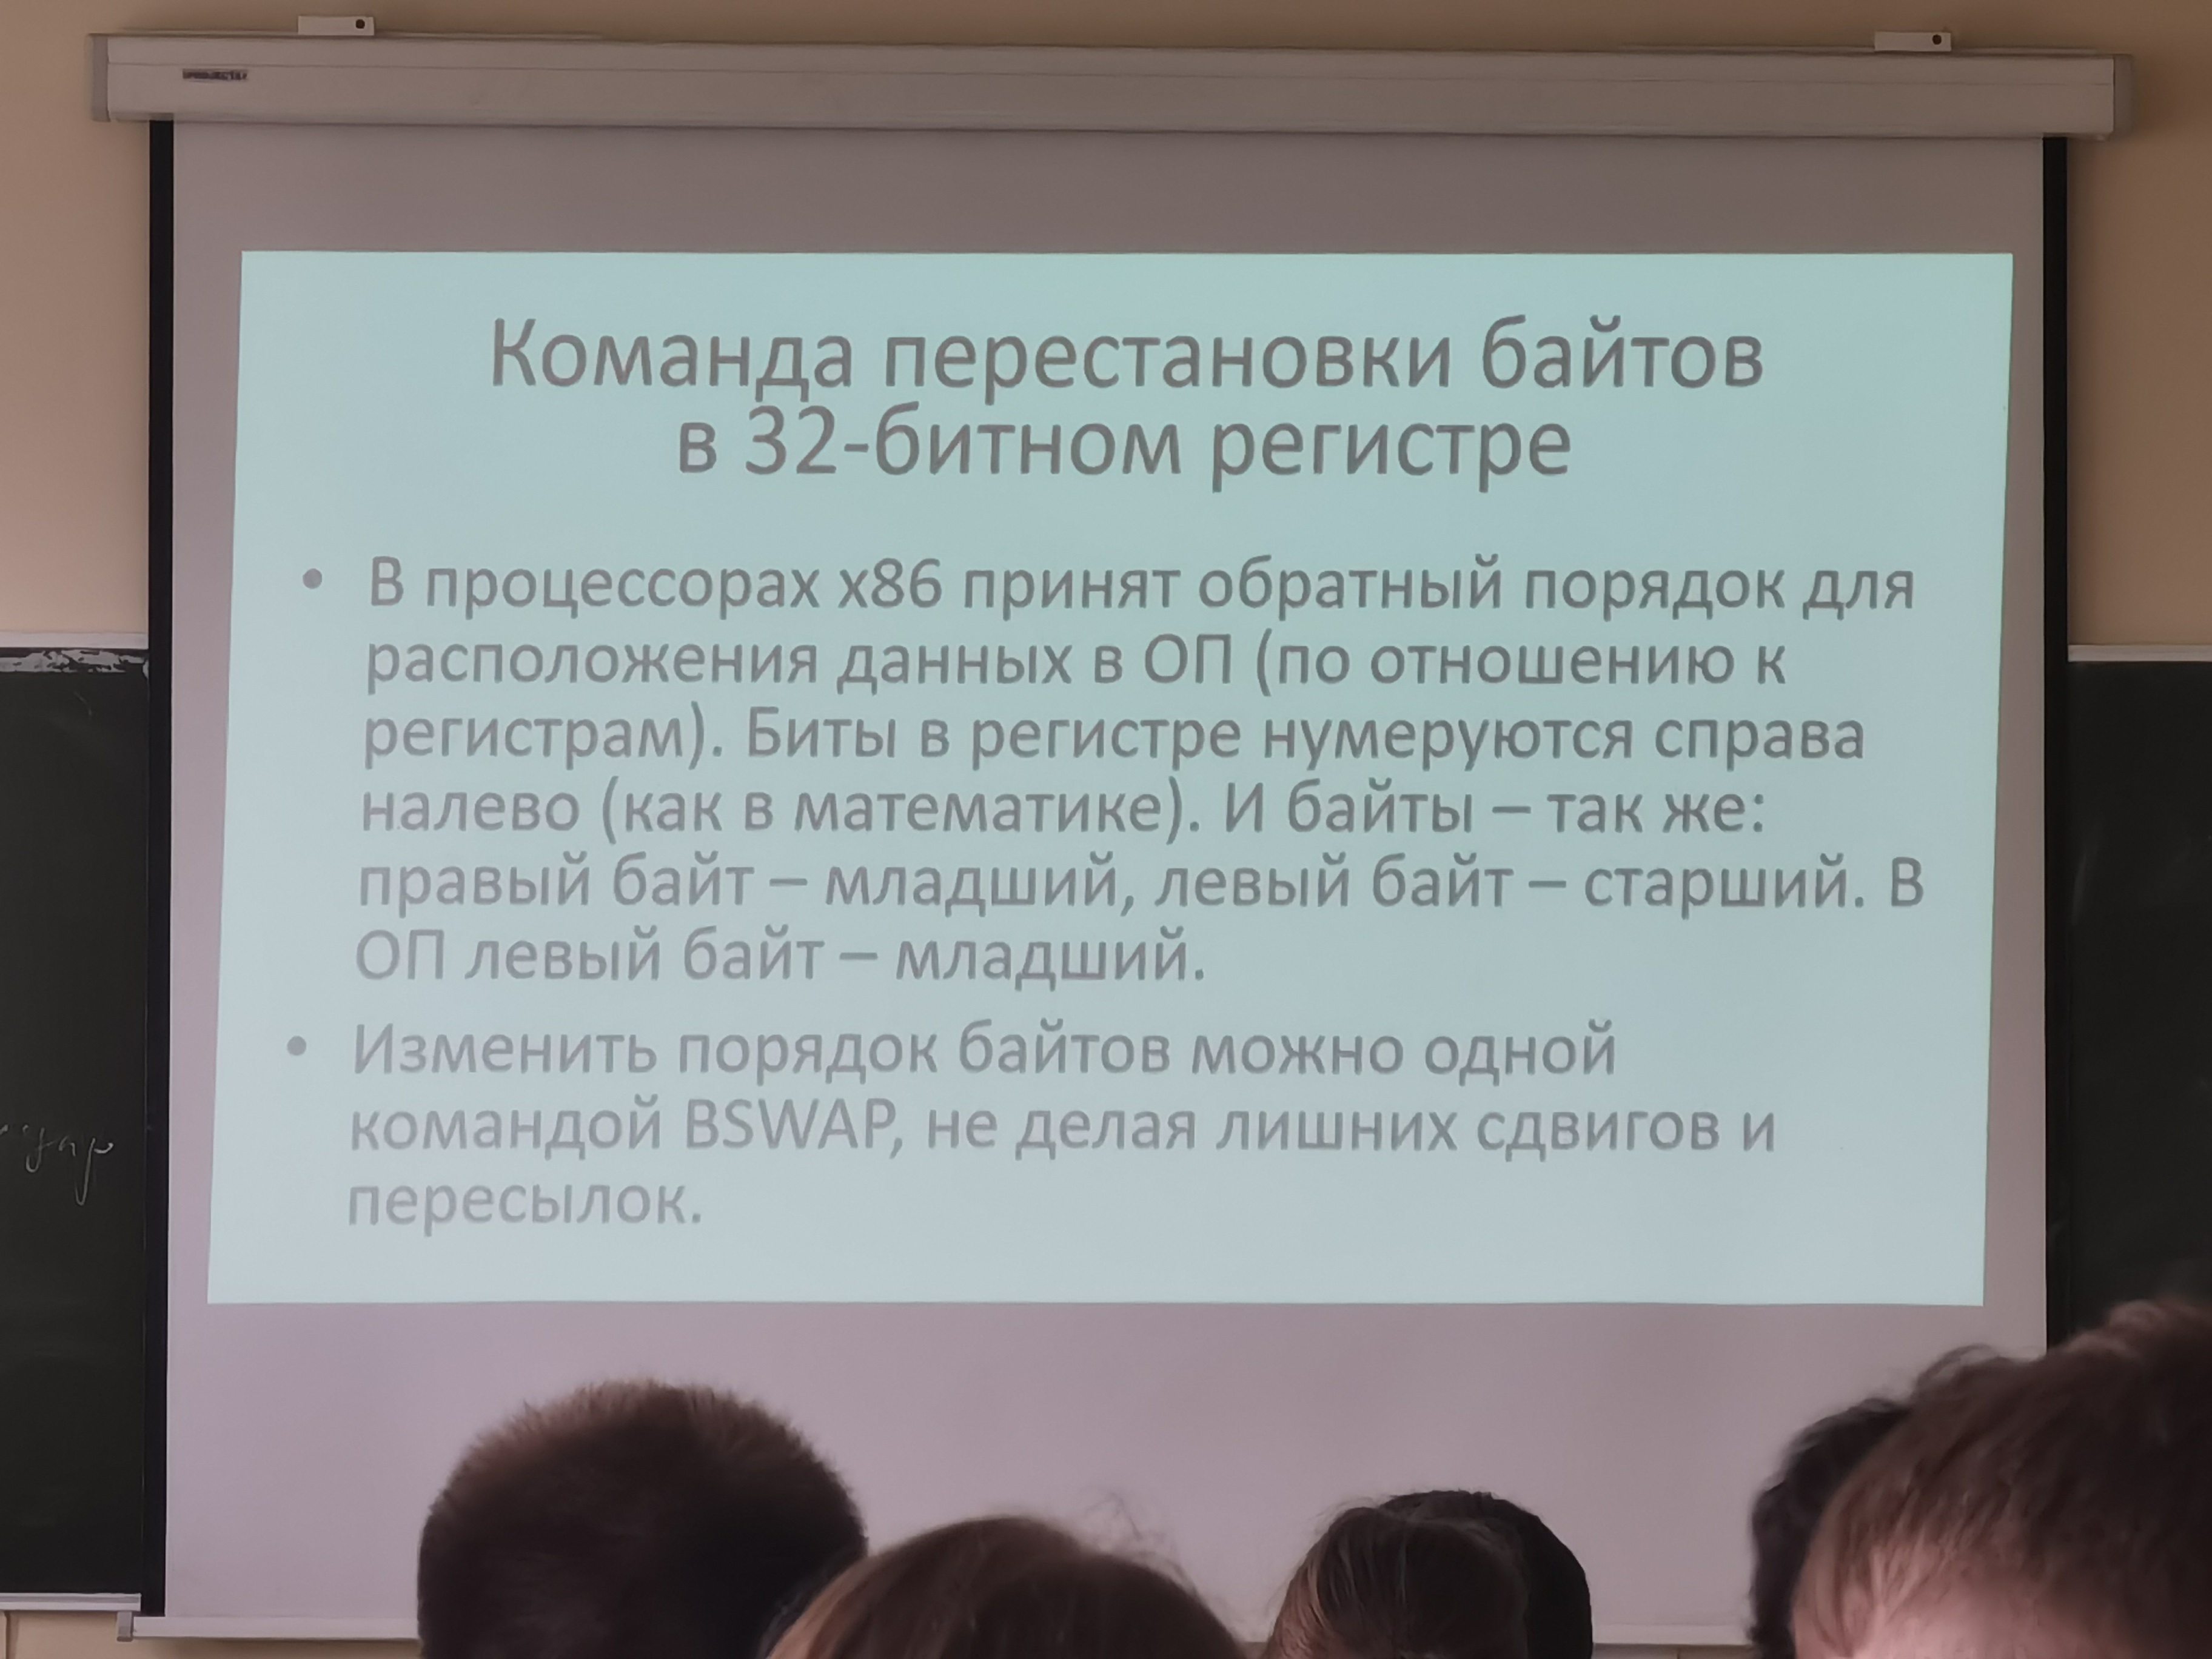 Команда перестановки байтов
в 32-битном регистре
• В процессорах x86 принят обратный порядок для
расположения данных в ОП (по отношению к
регистрам). Биты в регистре нумеруются справа
налево (как в математике). И байты – так же:
правый байт – младший, левый байт – старший. В
ОП левый байт – младший.
• Изменить порядок байтов можно одной
командой BSWAP, не делая лишних сдвигов и
пересылок.